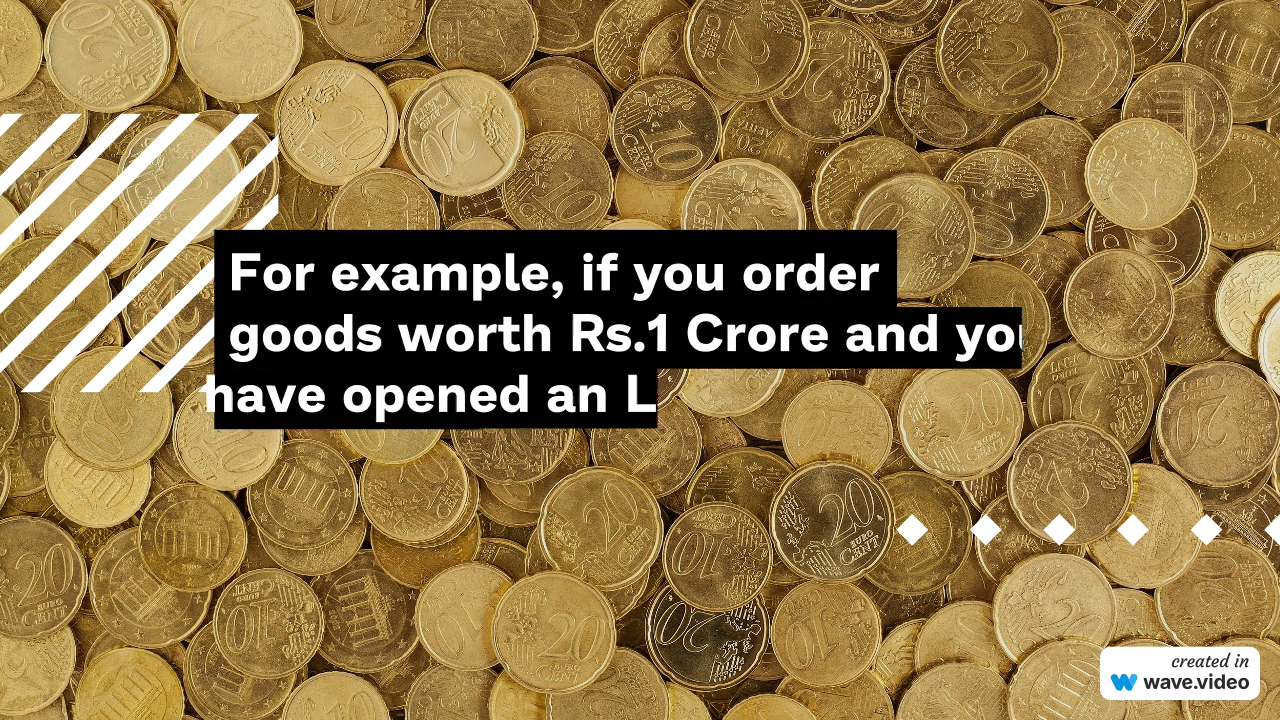 For example, if you order
goods worth Rs.1 Crore and you
have opened an L
created in
wave.video